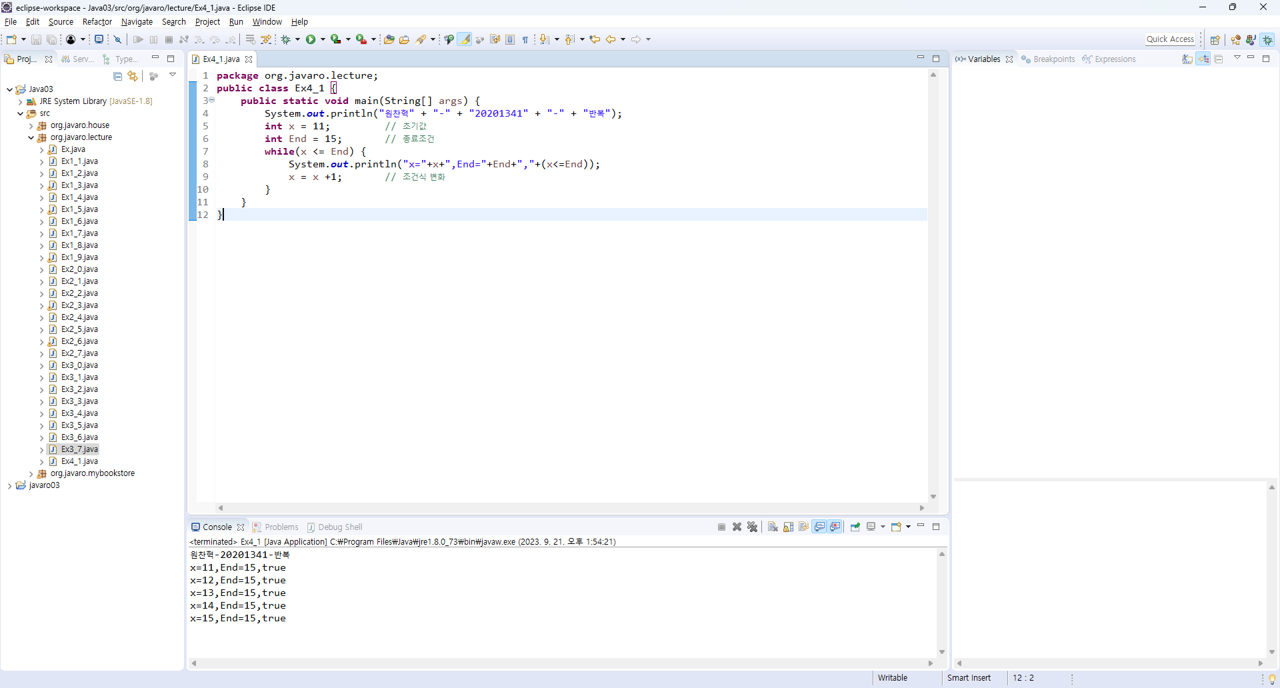 eclipse-workspace - Java03/src/org/javaro/lecture/Ex4_1.java - Eclipse IDE
File Edit Source Refactor Navigate Search Project Run Window Help
Quick Access
Proj... Serv... Type...
Java03
JRE System Library [JavaSE-1.8]
src
org.javaro.house
org.javaro.lecture
Ex.java
Ex1_1.java
Ex1_2.java
Ex1_3.java
Ex1_4.java
Ex1_5.java
Ex1_6.java
Ex1_7.java
Ex1_8.java
Ex1_9.java
Ex2_0.java
Ex2_1.java
Ex2_2.java
Ex2_3.java
Ex2_4.java
Ex2_5.java
Ex2_6.java
Ex2_7.java
Ex3_0.java
Ex3_1.java
Ex3_2.java
Ex3_3.java
Ex3_4.java
Ex3_5.java
Ex3_6.java
Ex3_7.java
Ex4_1.java
org.javaro.mybookstore
javaro03
Ex4_1.java
1 package org.javaro.lecture;
2 public class Ex4_1 {
3 public static void main(String[] args) {
4 System.out.println("원찬혁" + "-" + "20201341" + "-" + "반복");
5 int x = 11; // 초기값
6 int End = 15; // 종료조건
7 while(x <= End) {
8 System.out.println("x="+x+",End="+End+","+(x<=End));
9 x = x +1; // 조건식 변화
10 }
11 }
12 }
Console Problems Debug Shell
<terminated> Ex4_1 [Java Application] C:₩Program Files₩Java₩jre1.8.0_73₩bin₩javaw.exe (2023. 9. 21. 오후 1:54:21)
원찬혁-20201341-반복
x=11,End=15,true
x=12,End=15,true
x=13,End=15,true
x=14,End=15,true
x=15,End=15,true
(x)= Variables Breakpoints Expressions
Writable Smart Insert 12 : 2